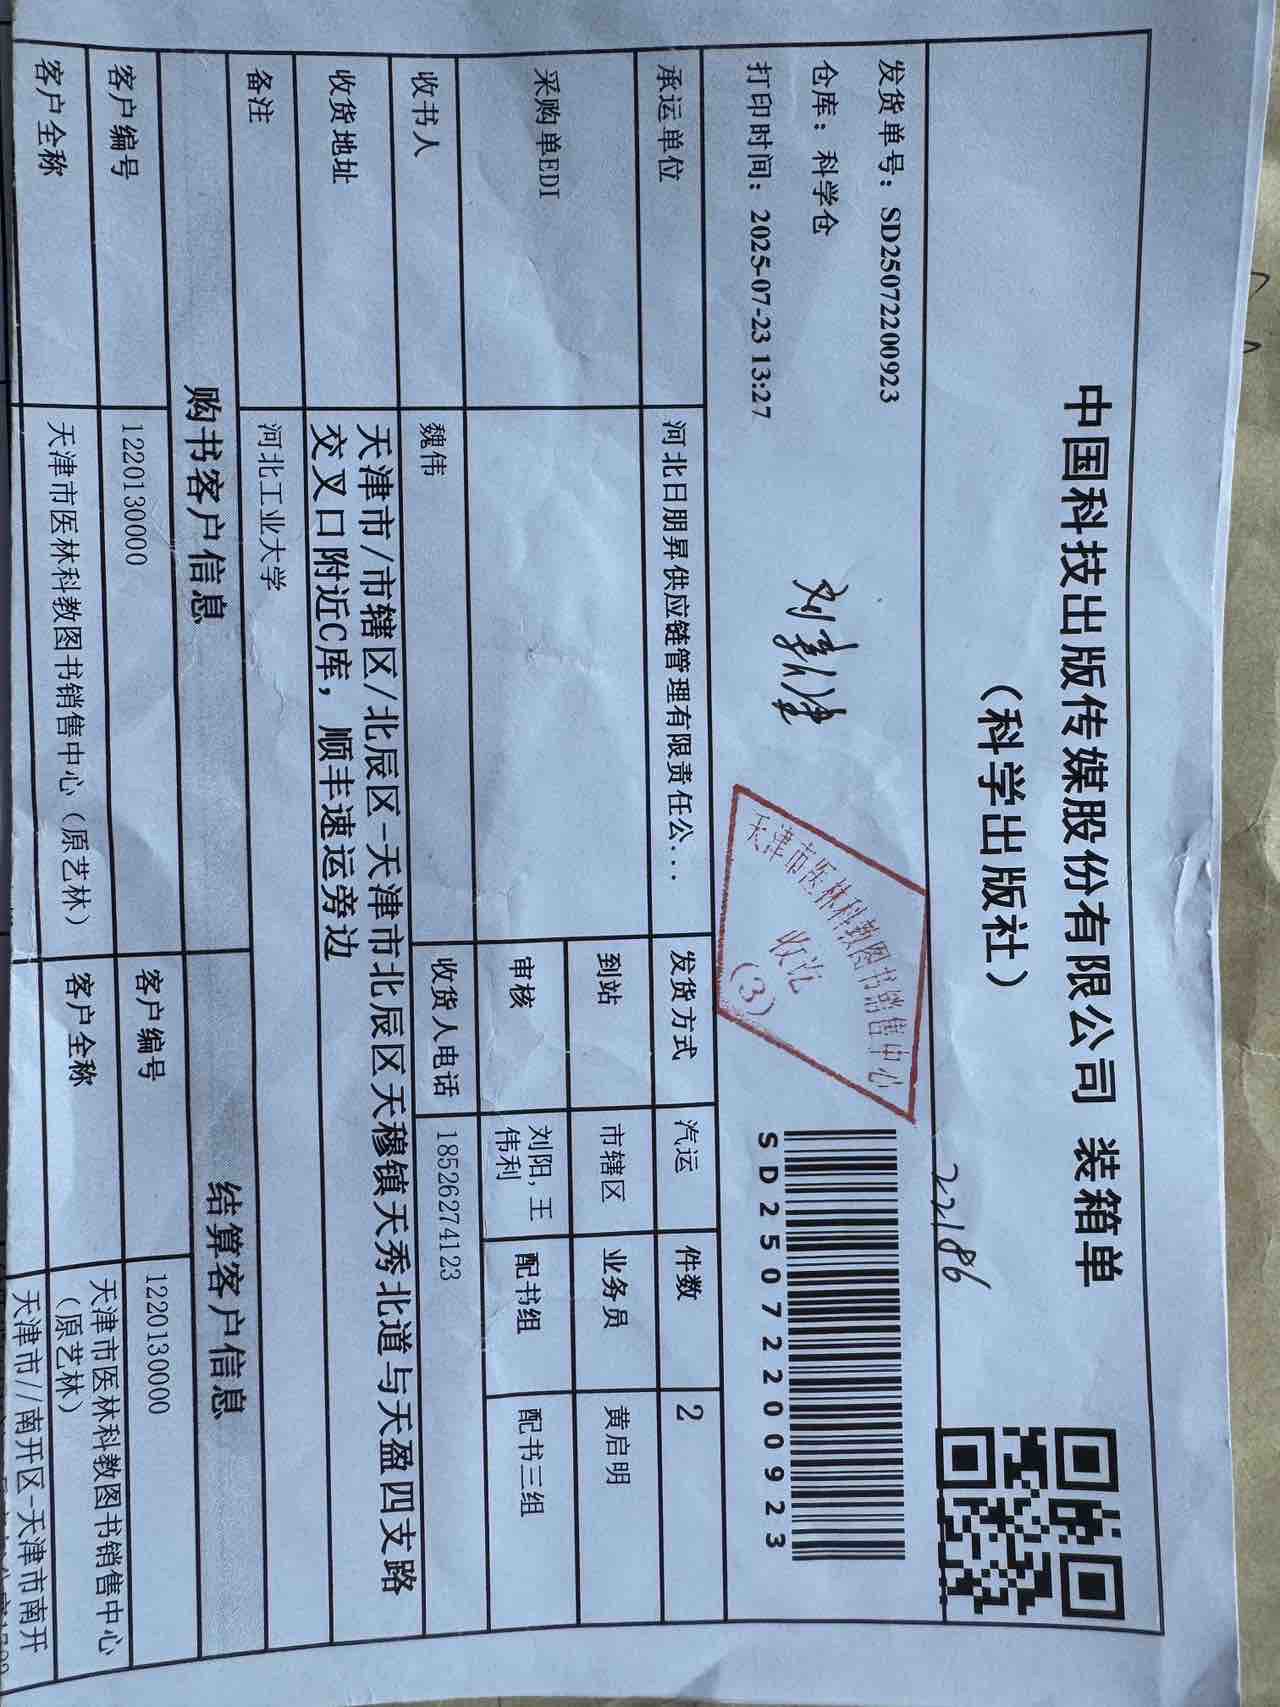 中国科技出版传媒股份有限公司 装箱单
（科学出版社）
22186
发货单号：SD250722200923
仓库：科学仓
打印时间：2025-07-23 13:27
天津市医林科教图书销售中心
收讫
(3)
SD250722200923
承运单位 河北日朋昇供应链管理有限责任公... 发货方式 汽运 件数 2
采购单EDI 到站 市辖区 业务员 黄启明
审核 刘阳,王伟利 配书组 配书三组
收书人 魏伟 收货人电话 18526274123
收货地址 天津市/市辖区/北辰区-天津市北辰区天穆镇天秀北道与天盈四支路
交叉口附近C库，顺丰速运旁边
备注 河北工业大学
购书客户信息 结算客户信息
客户编号 1220130000 客户编号 1220130000
客户全称 天津市医林科教图书销售中心（原艺林） 客户全称 天津市医林科教图书销售中心
（原艺林）
天津市//南开区-天津市南开